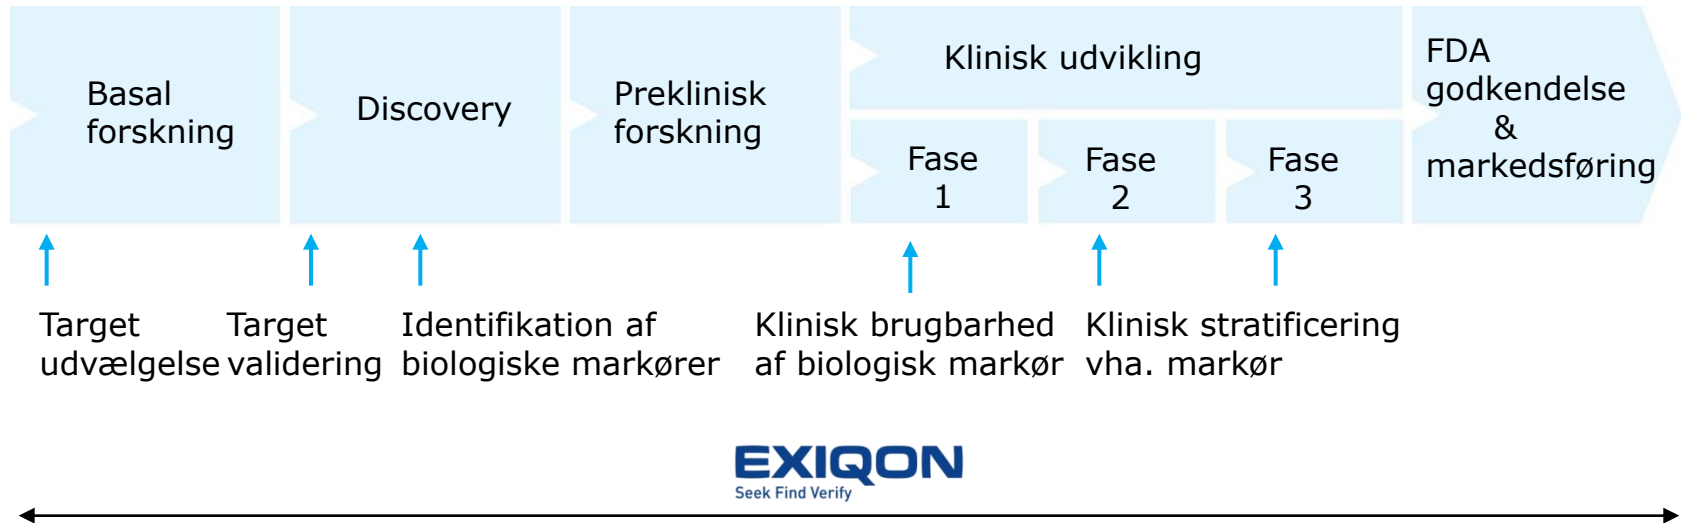 Basal
forskning
Discovery
Preklinisk
forskning
Klinisk udvikling
Fase
1
Fase
2
Fase
3
FDA
godkendelse
&
markedsføring
Target
udvælgelse
Target
validering
Identifikation af
biologiske markører
Klinisk brugbarhed
af biologisk markør
Klinisk stratificering
vha. markør
EXIQON
Seek Find Verify